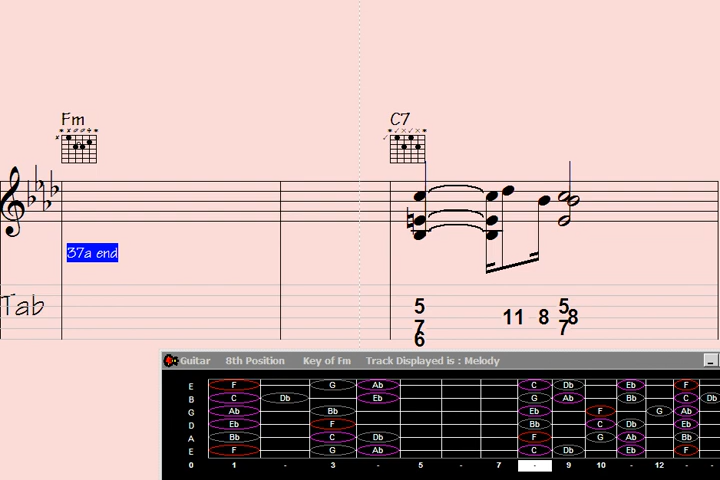 Fm C7
37a end
Tab
5 5
11 8 8
7 7
6
Guitar 8th Position Key of Fm Track Displayed is : Melody
E F G Ab C Db Eb F
B C Db Eb G Ab Bb C Db
G Ab Bb Eb F G Ab
D Eb F Bb C Db Eb
A Bb C Db F G Ab Bb
E F G Ab C Db Eb F
0 1 - 3 - 5 - 7 - 9 10 - 12 - -